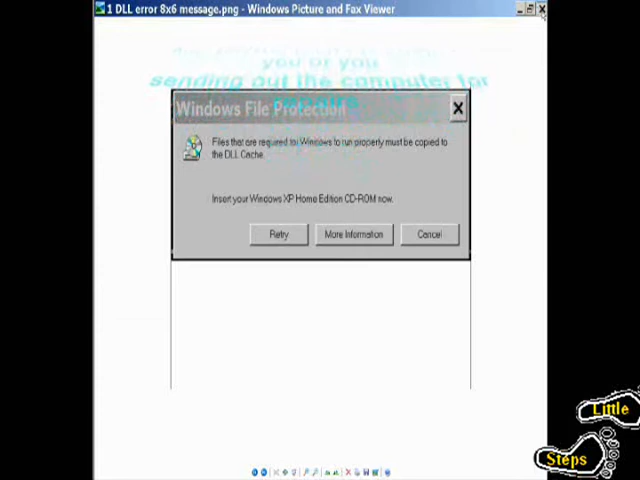 1 DLL error 8x6 message.png - Windows Picture and Fax Viewer
you or you
sending out the computer for
repairs
Windows File Protection
Files that are required for Windows to run properly must be copied to
the DLL Cache.
Insert your Windows XP Home Edition CD-ROM now.
Retry
More Information
Cancel
Little
Steps